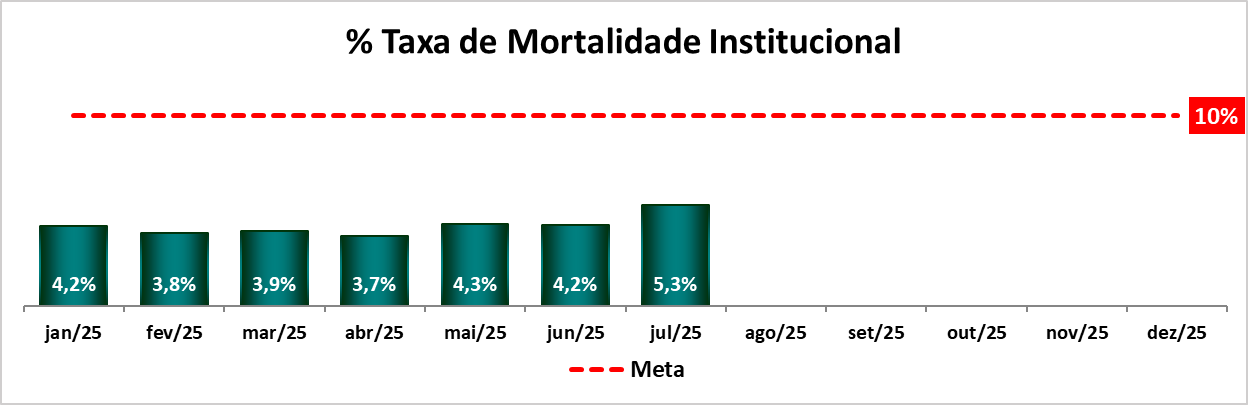 % Taxa de Mortalidade Institucional
10%
4,2% 3,8% 3,9% 3,7% 4,3% 4,2% 5,3%
jan/25 fev/25 mar/25 abr/25 mai/25 jun/25 jul/25 ago/25 set/25 out/25 nov/25 dez/25
Meta